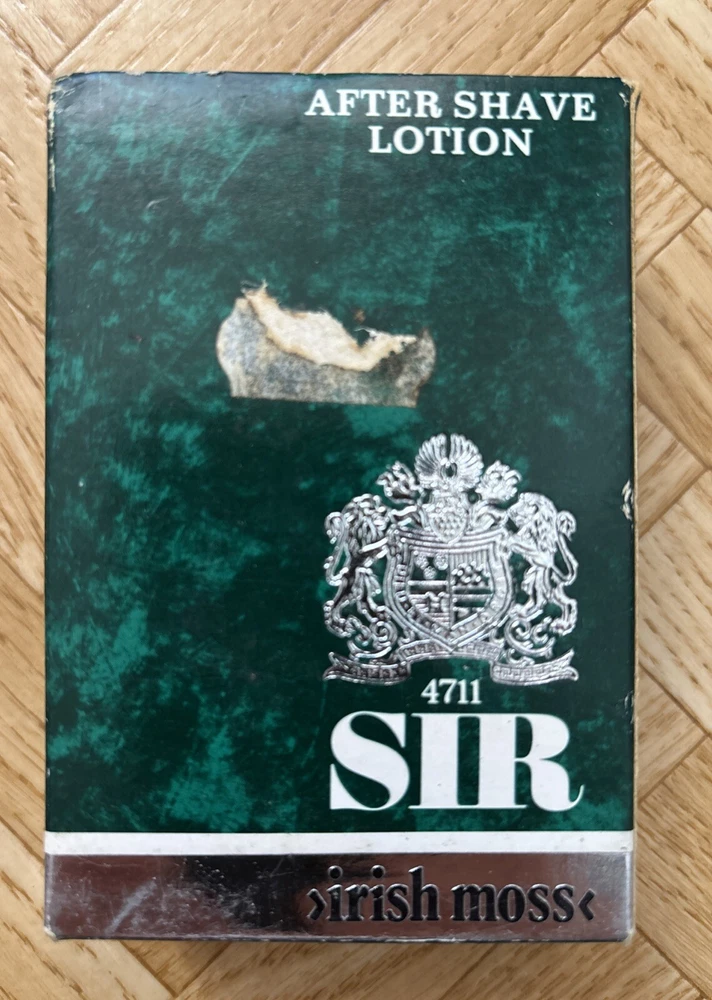 AFTER SHAVE
LOTION
4711
SIR
›irish moss‹